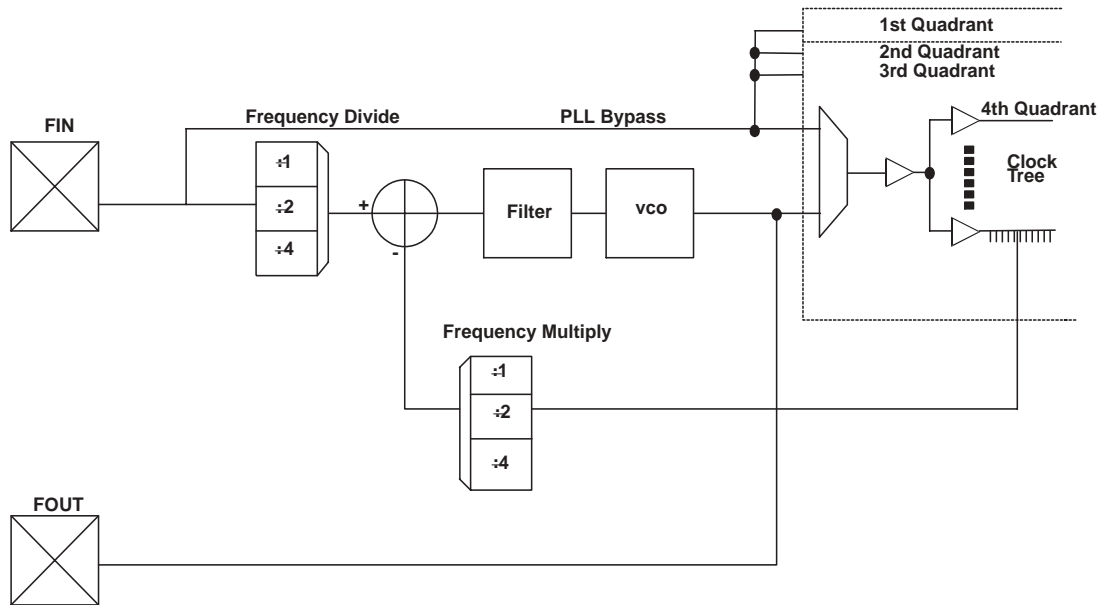 1st Quadrant
2nd Quadrant
3rd Quadrant
Frequency Divide
PLL Bypass
4th Quadrant
FIN
÷1
÷2
÷4
+
-
Filter
vco
Clock
Tree
Frequency Multiply
÷1
÷2
÷4
FOUT